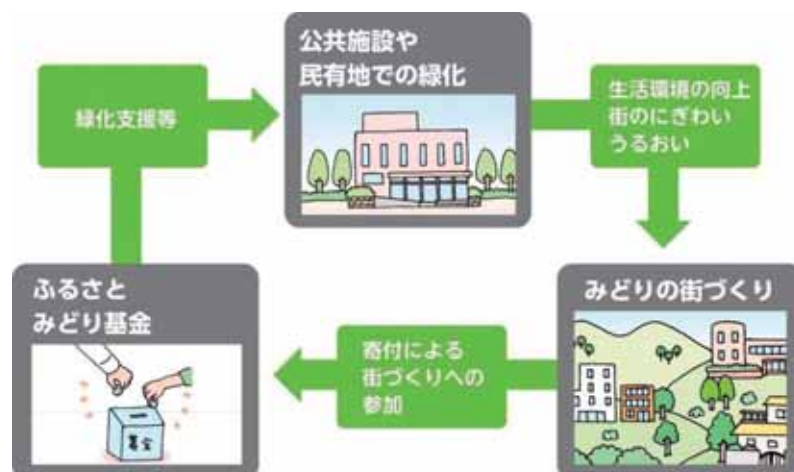 公共施設や
民有地での緑化
緑化支援等
生活環境の向上
街のにぎわい
うるおい
ふるさと
みどり基金
基金
寄付による
街づくりへの
参加
みどりの街づくり